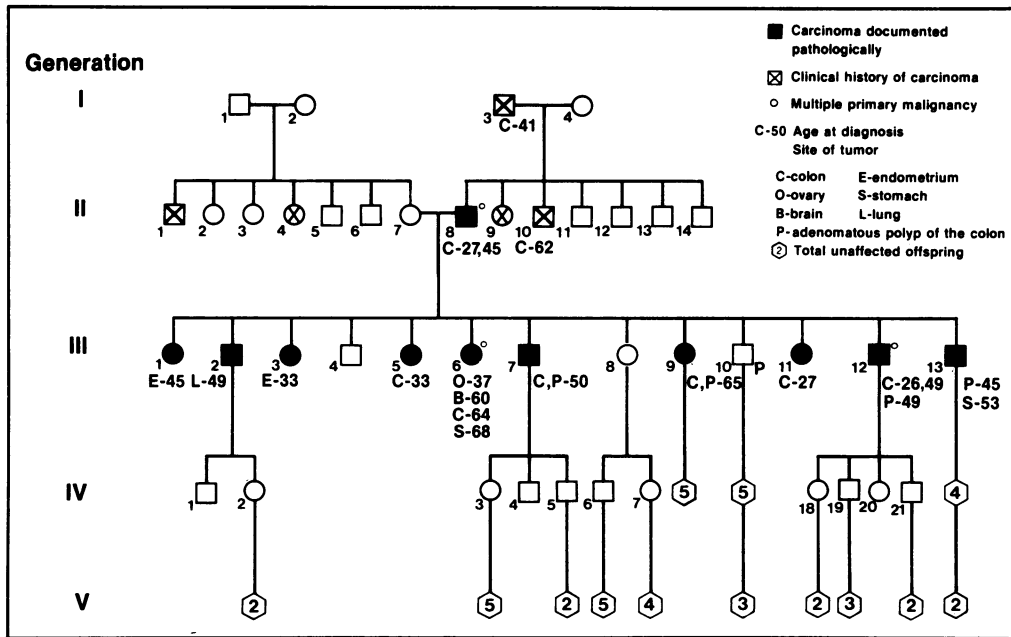 Generation
I
1
2
3
C-41
4
Carcinoma documented
pathologically
Clinical history of carcinoma
Multiple primary malignancy
C-50 Age at diagnosis
Site of tumor
C-colon E-endometrium
O-ovary S-stomach
B-brain L-lung
P-adenomatous polyp of the colon
2 Total unaffected offspring
II
1 2 3 4 5 6 7 8 9 10 11 12 13 14
C-27,45 C-62
III
1 2 3 4 5 6 7 8 9 10 P 11 12 13
E-45 L-49 E-33 C-33 O-37 C,P-50 C,P-65 C-27 C-26,49 P-45
B-60 P-49 S-53
C-64
S-68
IV
1 2 3 4 5 6 7 5 5 18 19 20 21 4
V
2 5 2 5 4 3 2 3 2 2